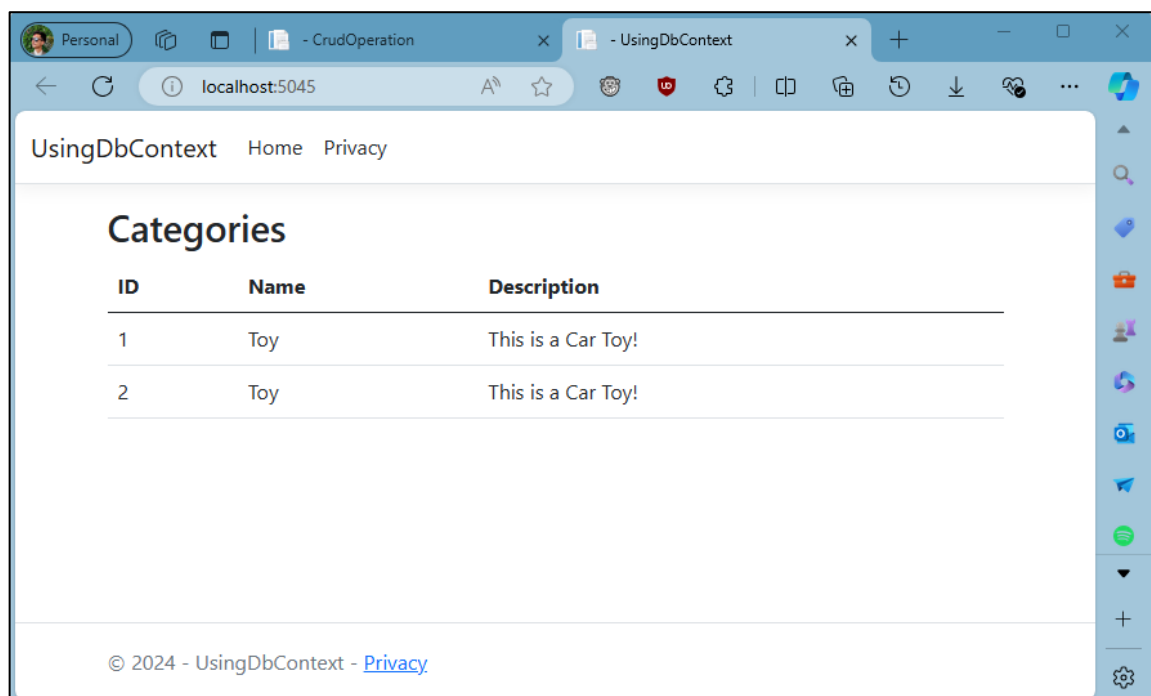 Personal - CrudOperation - UsingDbContext
localhost:5045
UsingDbContext Home Privacy
Categories
ID Name Description
1 Toy This is a Car Toy!
2 Toy This is a Car Toy!
© 2024 - UsingDbContext - Privacy